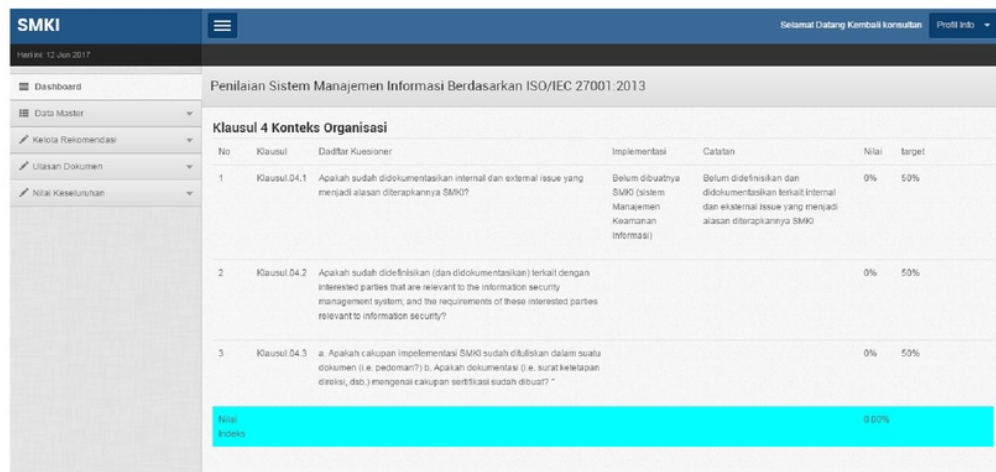 SMKI
Selamat Datang Kembali konsultan
Profil Info
Hari ini: 12 Jun 2017
Dashboard
Data Master
Kelola Rekomendasi
Ulasan Dokumen
Nilai Keseluruhan
Penilaian Sistem Manajemen Informasi Berdasarkan ISO/IEC 27001:2013
Klausul 4 Konteks Organisasi
No Klausul Dadftar Kuesioner Implementasi Catatan Nilai target
1 Klausul.04.1 Apakah sudah didokumentasikan internal dan external issue yang
menjadi alasan diterapkannya SMKI?
Belum dibuatnya
SMKI (sistem
Manajemen
Keamanan
Informasi)
Belum didefinisikan dan
didokumentasikan terkait internal
dan eksternal issue yang menjadi
alasan diterapkannya SMKI
0% 50%
2 Klausul.04.2 Apakah sudah didefinisikan (dan didokumentasikan) terkait dengan
interested parties that are relevant to the information security
management system; and the requirements of these interested parties
relevant to information security?
0% 50%
3 Klausul.04.3 a. Apakah cakupan impelementasi SMKI sudah dituliskan dalam suatu
dokumen (i.e. pedoman?) b. Apakah dokumentasi (i.e. surat ketetapan
direksi, dsb.) mengenai cakupan sertifikasi sudah dibuat? "
0% 50%
Nilai
Indeks
0.00%